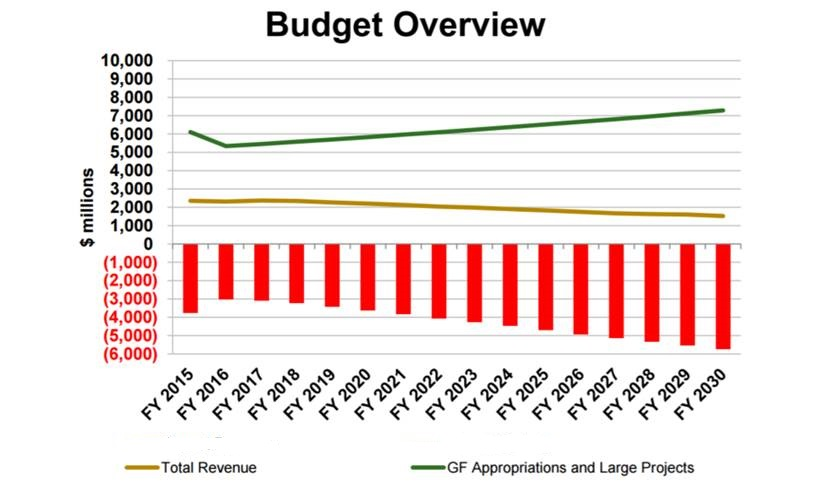 Budget Overview
10,000
9,000
8,000
7,000
6,000
5,000
4,000
3,000
2,000
1,000
0
(1,000)
(2,000)
(3,000)
(4,000)
(5,000)
(6,000)
$ millions
FY 2015
FY 2016
FY 2017
FY 2018
FY 2019
FY 2020
FY 2021
FY 2022
FY 2023
FY 2024
FY 2025
FY 2026
FY 2027
FY 2028
FY 2029
FY 2030
Total Revenue
GF Appropriations and Large Projects